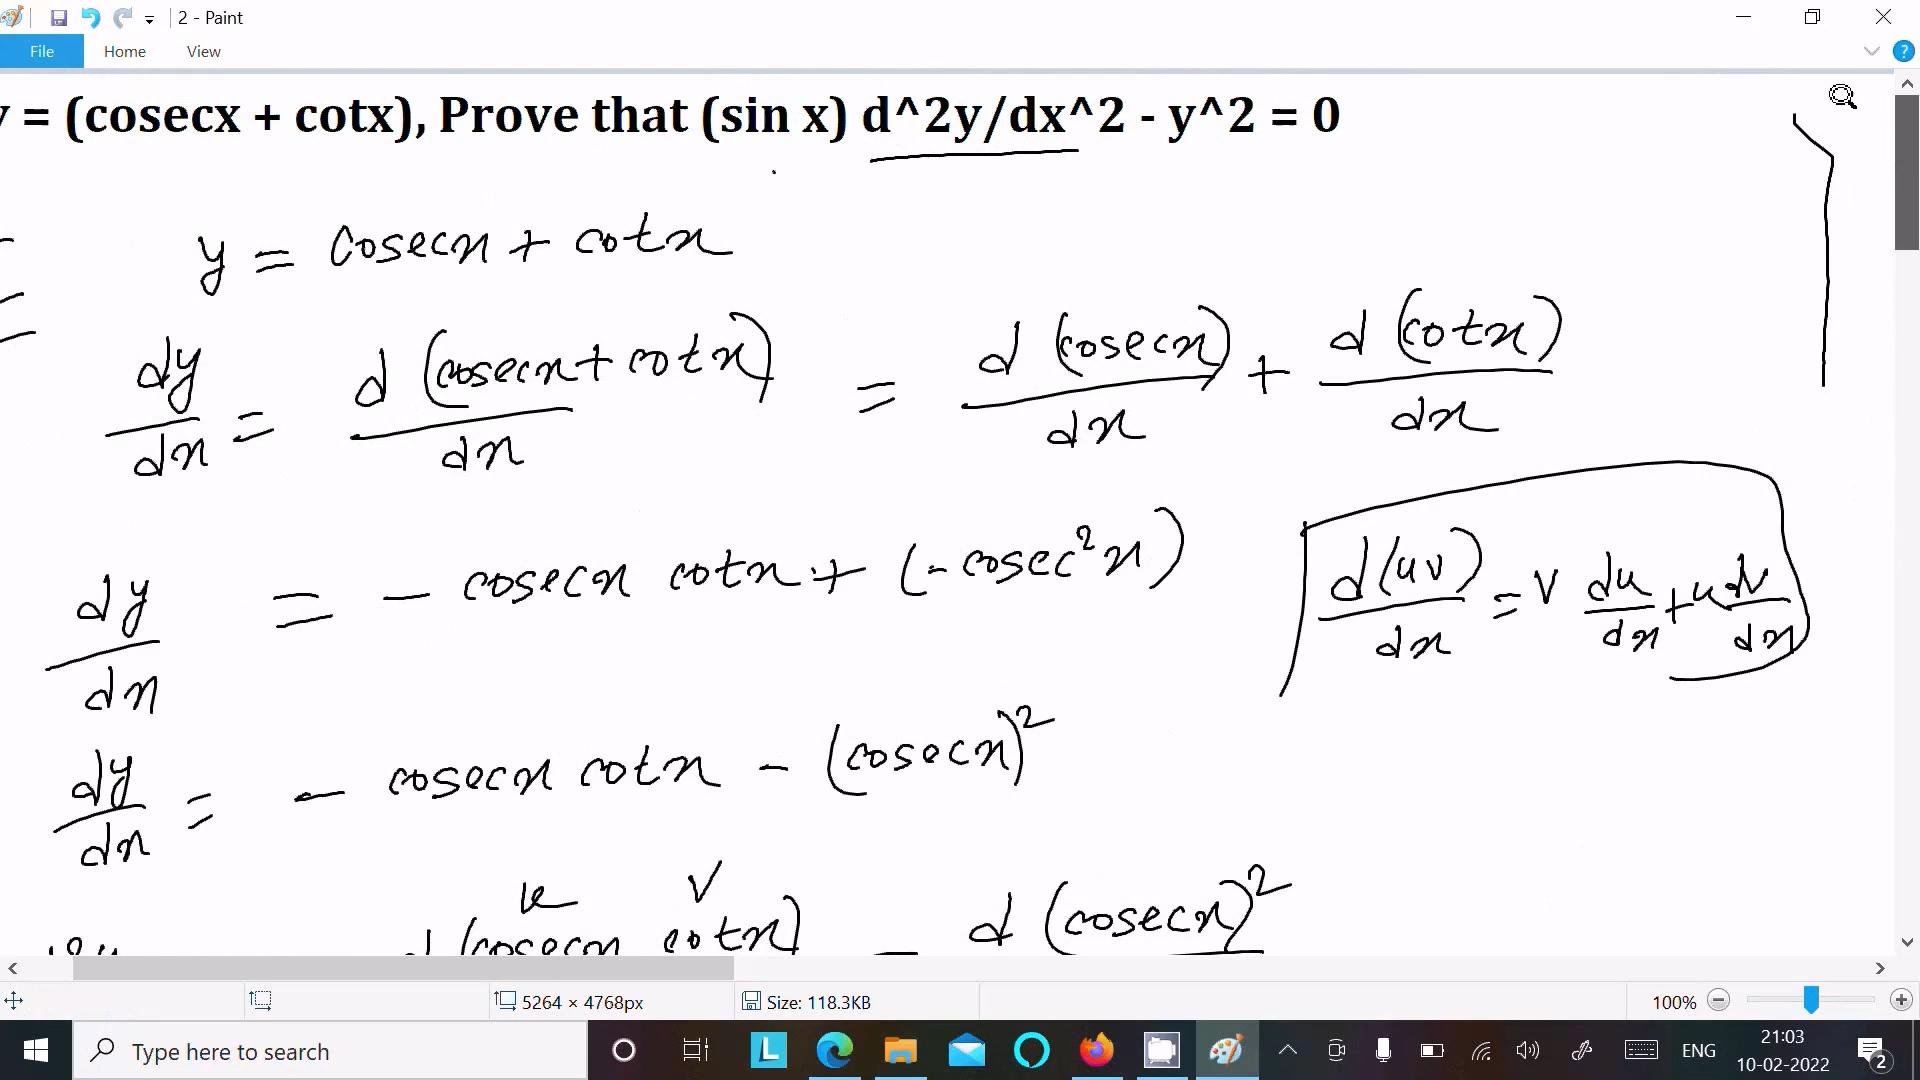 2 - Paint
File Home View
y = (cosecx + cotx), Prove that (sin x) d^2y/dx^2 - y^2 = 0
y = cosecx + cotx
dy/dx = d (cosecx + cotx)/dx = d (cosecx)/dx + d (cotx)/dx
dy/dx = - cosecx cotx + (- cosec²x)
d(uv)/dx = v du/dx + u dv/dx
dy/dx = - cosecx cotx - (cosecx)²
u v
d (cosecx cotx) - d (cosecx)²
5264 × 4768px Size: 118.3KB 100%
Type here to search
ENG
21:03
10-02-2022
2